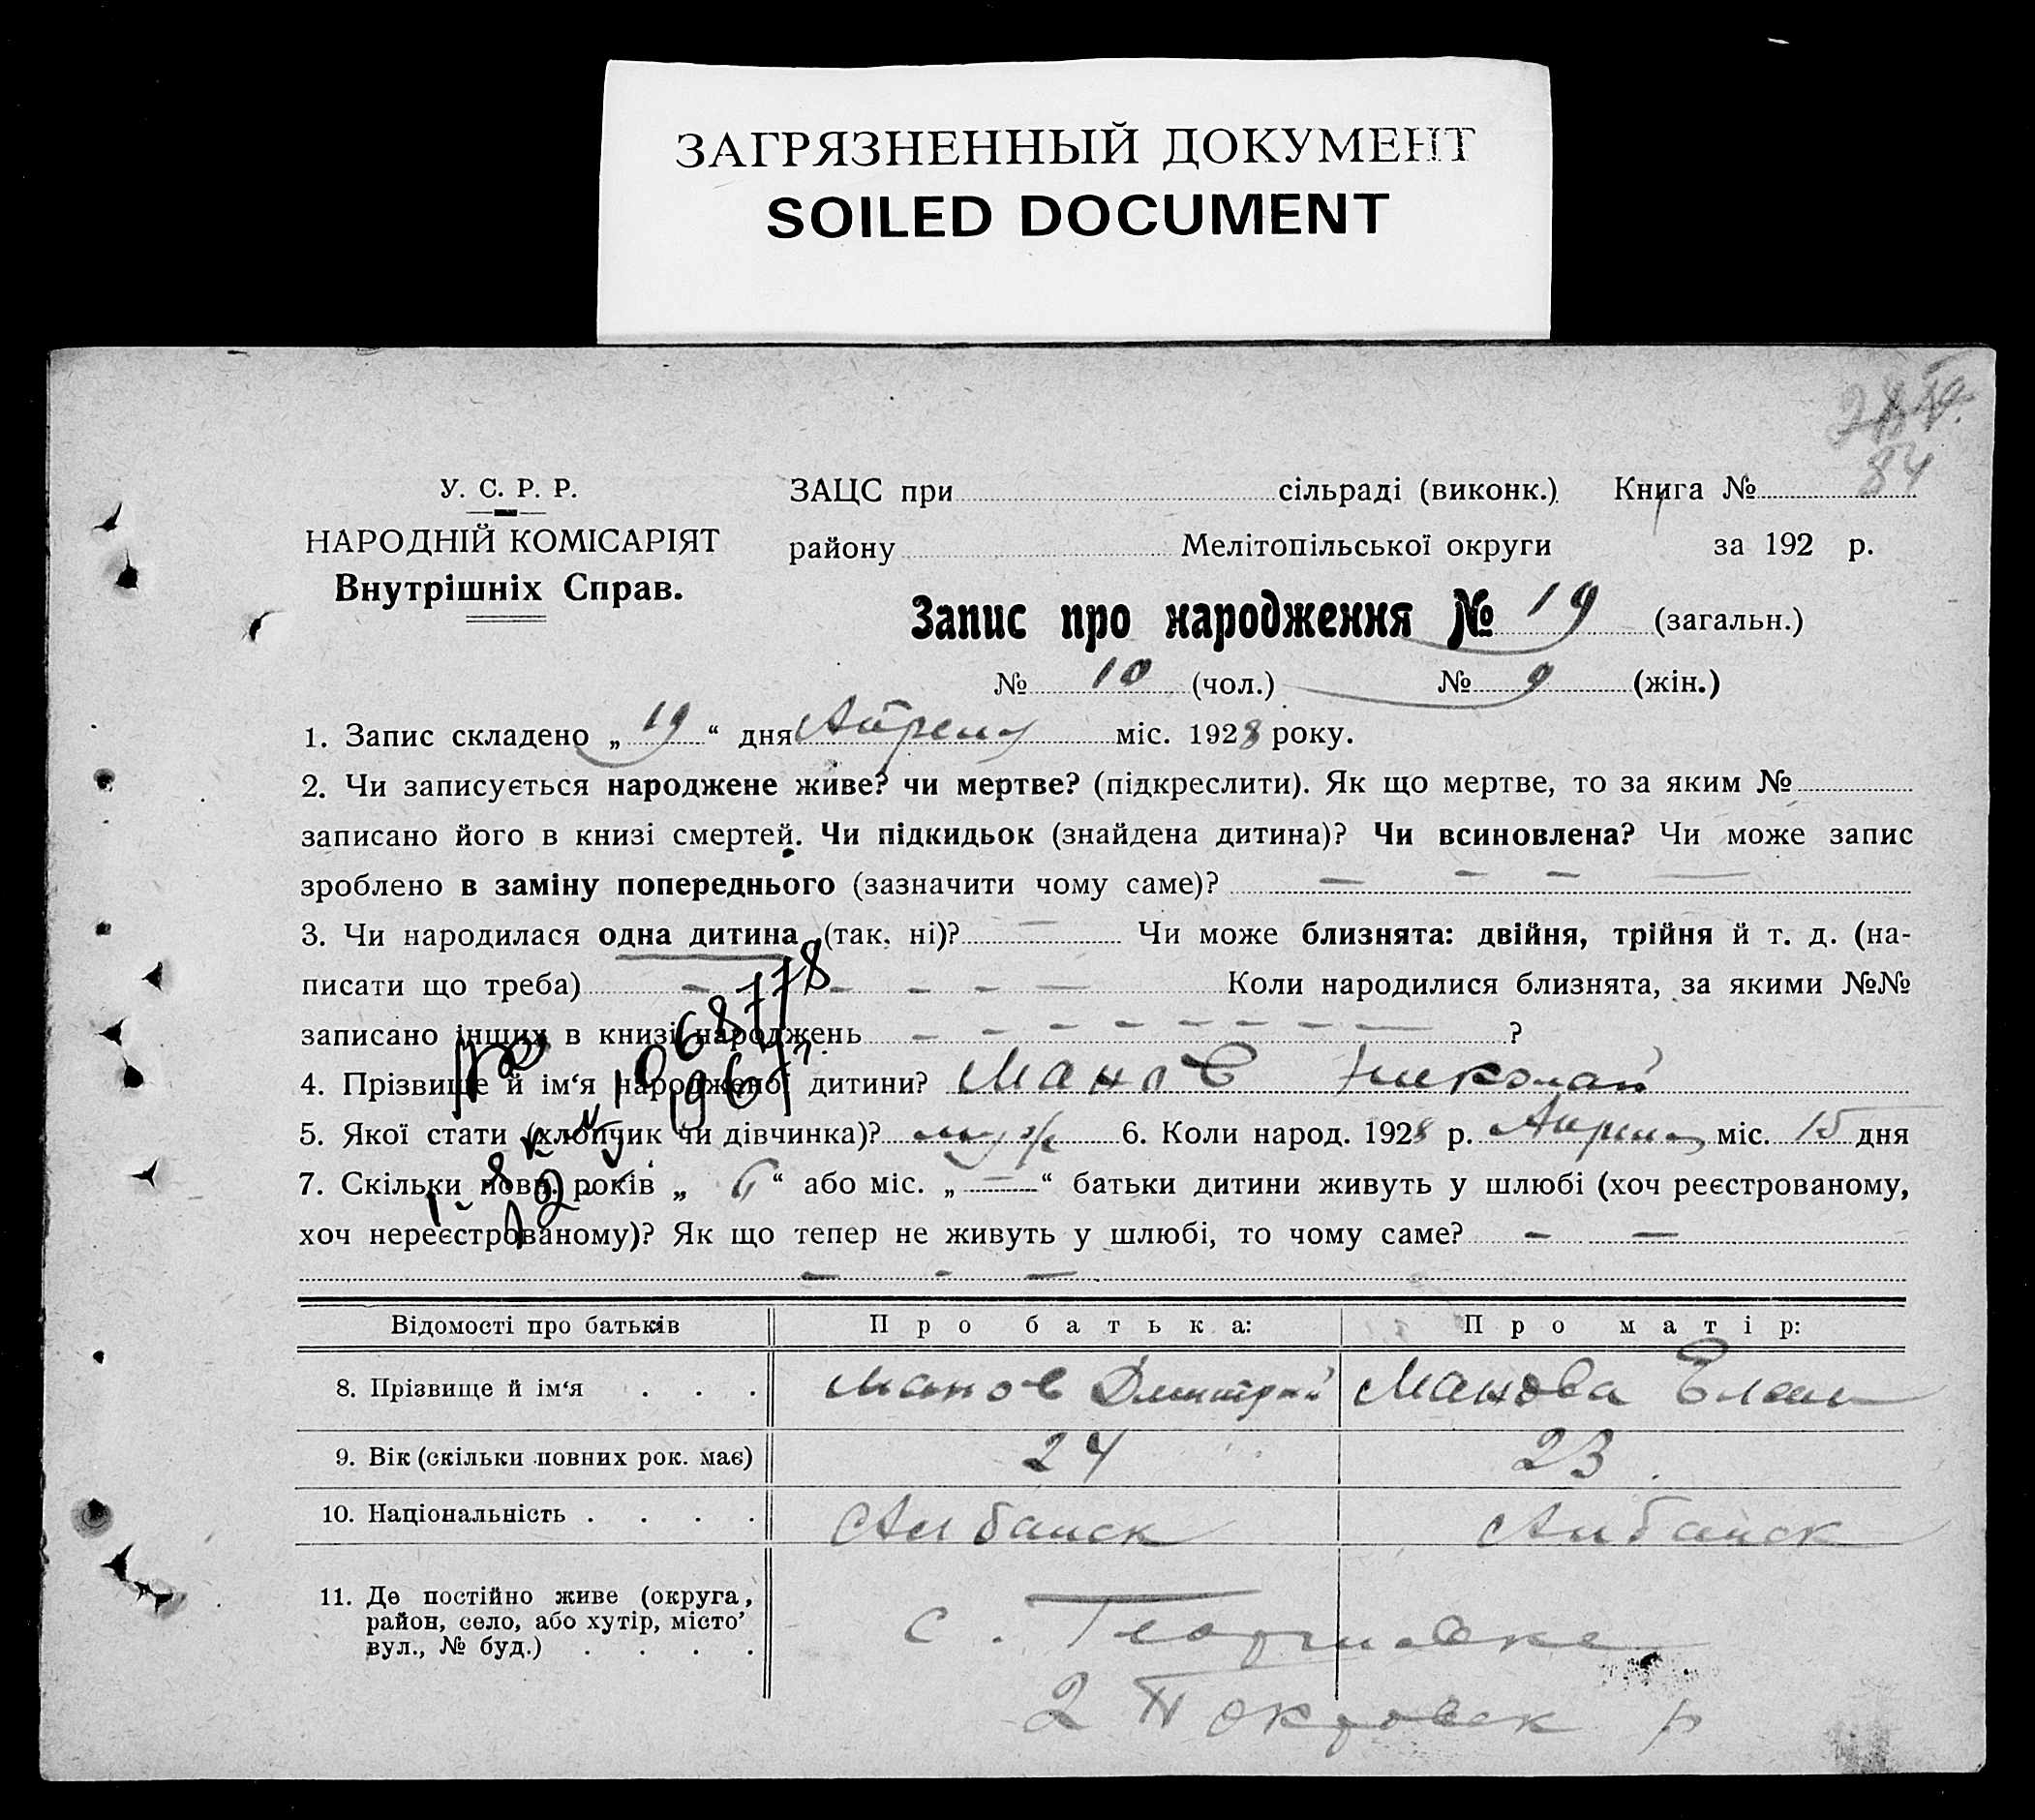 ЗАГРЯЗНЕННЫЙ ДОКУМЕНТ
SOILED DOCUMENT
84
У. С. Р. Р.
НАРОДНІЙ КОМІСАРІЯТ
Внутрішніх Справ.
ЗАЦС при сільраді (виконк.) Книга №
району Мелітопільської округи за 192 р.
Запис про народження № 19 (загальн.)
№ 10 (чол.) № 9 (жін.)
1. Запис складено „ 19 “ дня Апреля міс. 1928 року.
2. Чи записується народжене живе? чи мертве? (підкреслити). Як що мертве, то за яким №
записано його в книзі смертей. Чи підкидьок (знайдена дитина)? Чи всиновлена? Чи може запис
зроблено в заміну попереднього (зазначити чому саме)? — — — —
3. Чи народилася одна дитина (так, ні)? — Чи може близнята: двійня, трійня й т. д. (на-
писати що треба) — — — — — Коли народилися близнята, за якими №№
записано інших в книзі народжень — — — — — — — — ?
4. Прізвище й ім‘я народженої дитини? Манов Николай
5. Якої стати (хлопчик чи дівчинка)? муж 6. Коли народ. 1928 р. Апреля міс. 15 дня
7. Скільки повн. років „ 6 “ або міс. „ — “ батьки дитини живуть у шлюбі (хоч реєстрованому,
хоч нереєстрованому)? Як що тепер не живуть у шлюбі, то чому саме? — —
— — —
Відомості про батьків Про батька: Про матір:
8. Прізвище й ім‘я . . . Манов Дмитрий Манова Елена
9. Вік (скільки повних рок. має) 24 23
10. Національність . . . . Албанск Албанск
11. Де постійно живе (округа,
район, село, або хутір, місто’
вул., № буд.) . . . .
с. Георгиевке
2 Покровск р